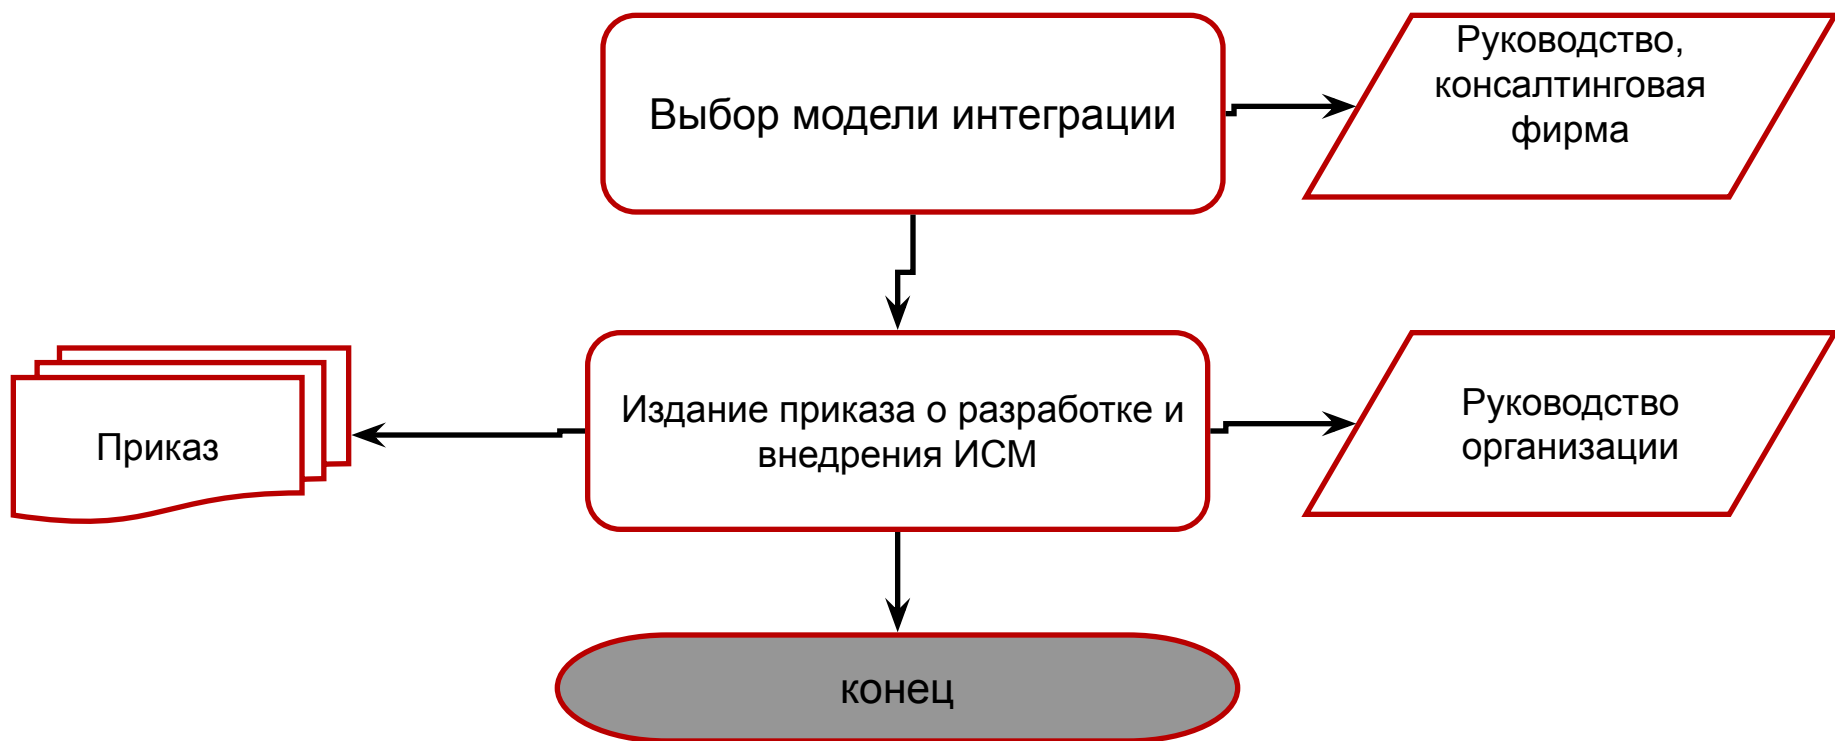 Выбор модели интеграции
Руководство,
консалтинговая
фирма
Приказ
Издание приказа о разработке и
внедрения ИСМ
Руководство
организации
конец